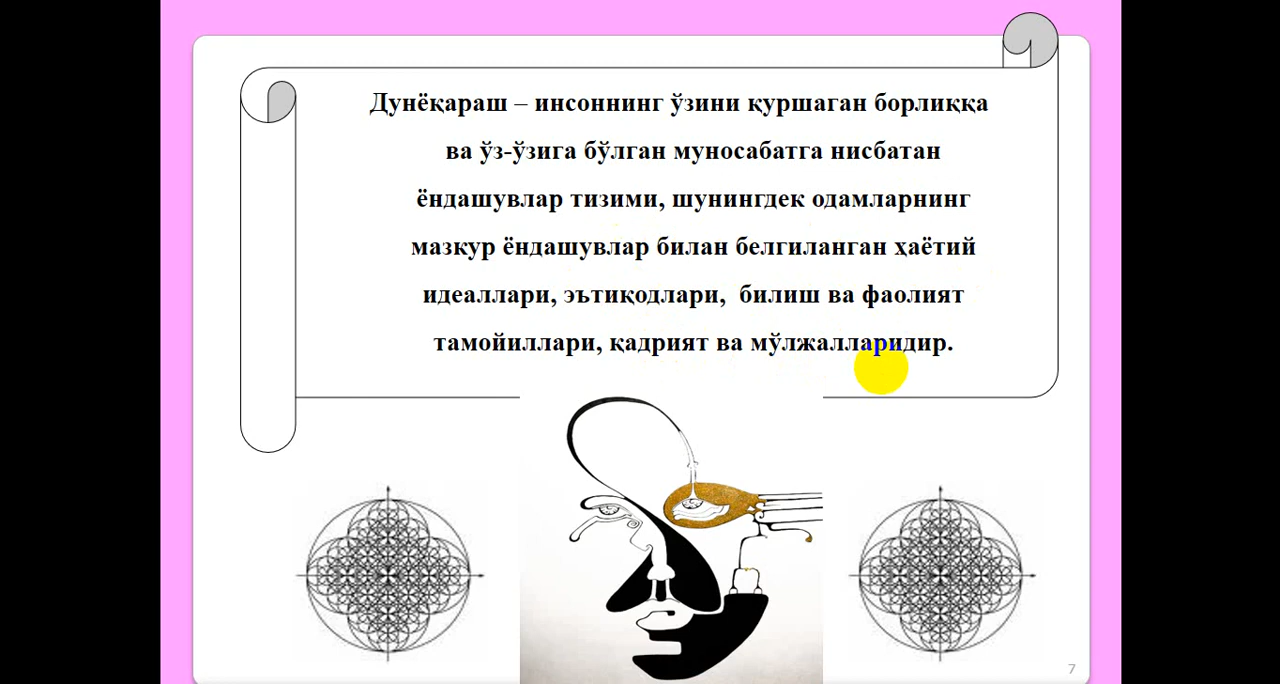 Дунёқараш – инсоннинг ўзини қуршаган борлиққа
ва ўз-ўзига бўлган муносабатга нисбатан
ёндашувлар тизими, шунингдек одамларнинг
мазкур ёндашувлар билан белгиланган ҳаётий
идеаллари, эътиқодлари, билиш ва фаолият
тамойиллари, қадрият ва мўлжалларидир.
7